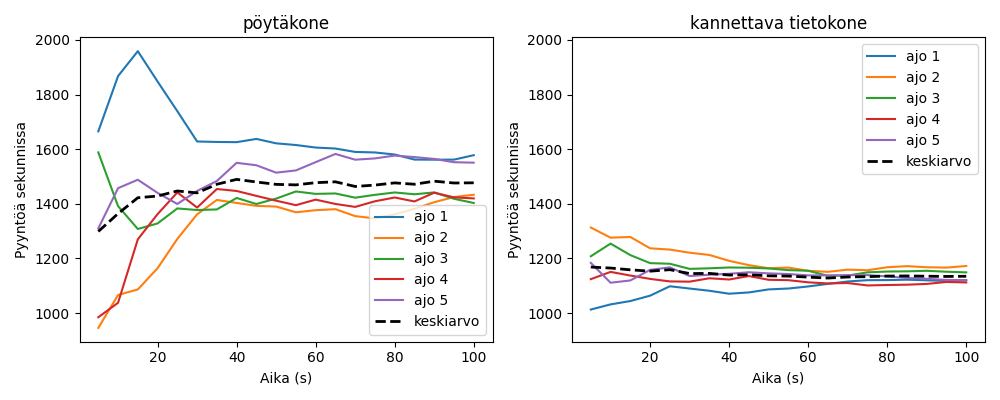 pöytäkone
2000
1800
1600
1400
1200
1000
Pyyntöä sekunnissa
20
40
60
80
100
Aika (s)
ajo 1
ajo 2
ajo 3
ajo 4
ajo 5
keskiarvo
kannettava tietokone
2000
1800
1600
1400
1200
1000
Pyyntöä sekunnissa
20
40
60
80
100
Aika (s)
ajo 1
ajo 2
ajo 3
ajo 4
ajo 5
keskiarvo